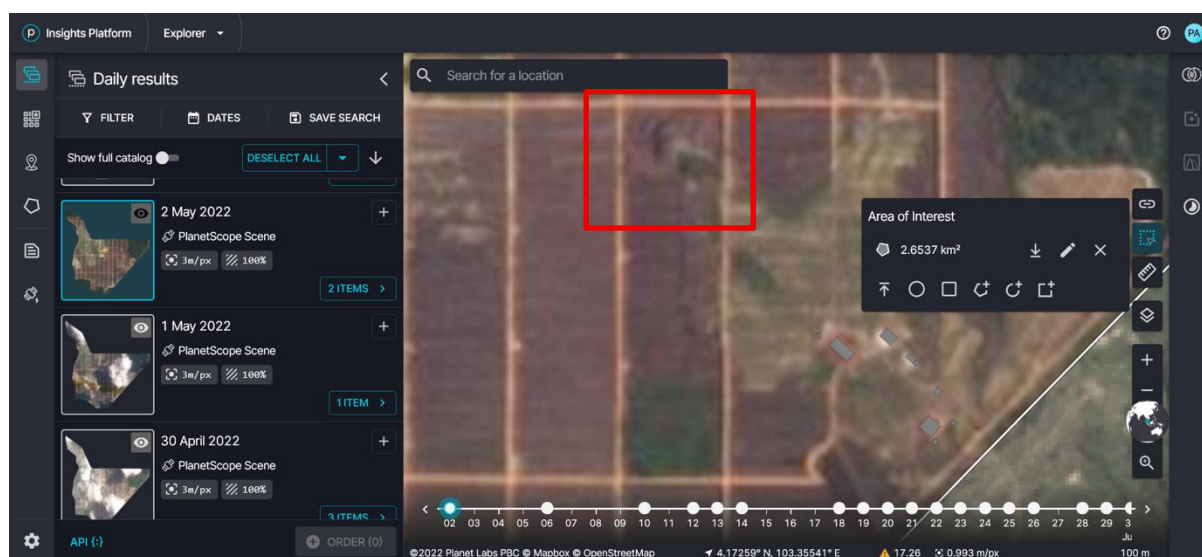 p Insights Platform Explorer PA
Daily results
Search for a location
FILTER DATES SAVE SEARCH
Show full catalog DESELECT ALL
2 May 2022
PlanetScope Scene
3m/px 100%
2 ITEMS >
1 May 2022
PlanetScope Scene
3m/px 100%
1 ITEM >
30 April 2022
PlanetScope Scene
3m/px 100%
3 ITEMS >
API {:} ORDER (0)
Area of Interest
2.6537 km²
02 03 04 05 06 07 08 09 10 11 12 13 14 15 16 17 18 19 20 21 22 23 24 25 26 27 28 29 3
Ju
©2022 Planet Labs PBC © Mapbox © OpenStreetMap 4.17259° N, 103.35541° E 17.26 0.993 m/px 100 m